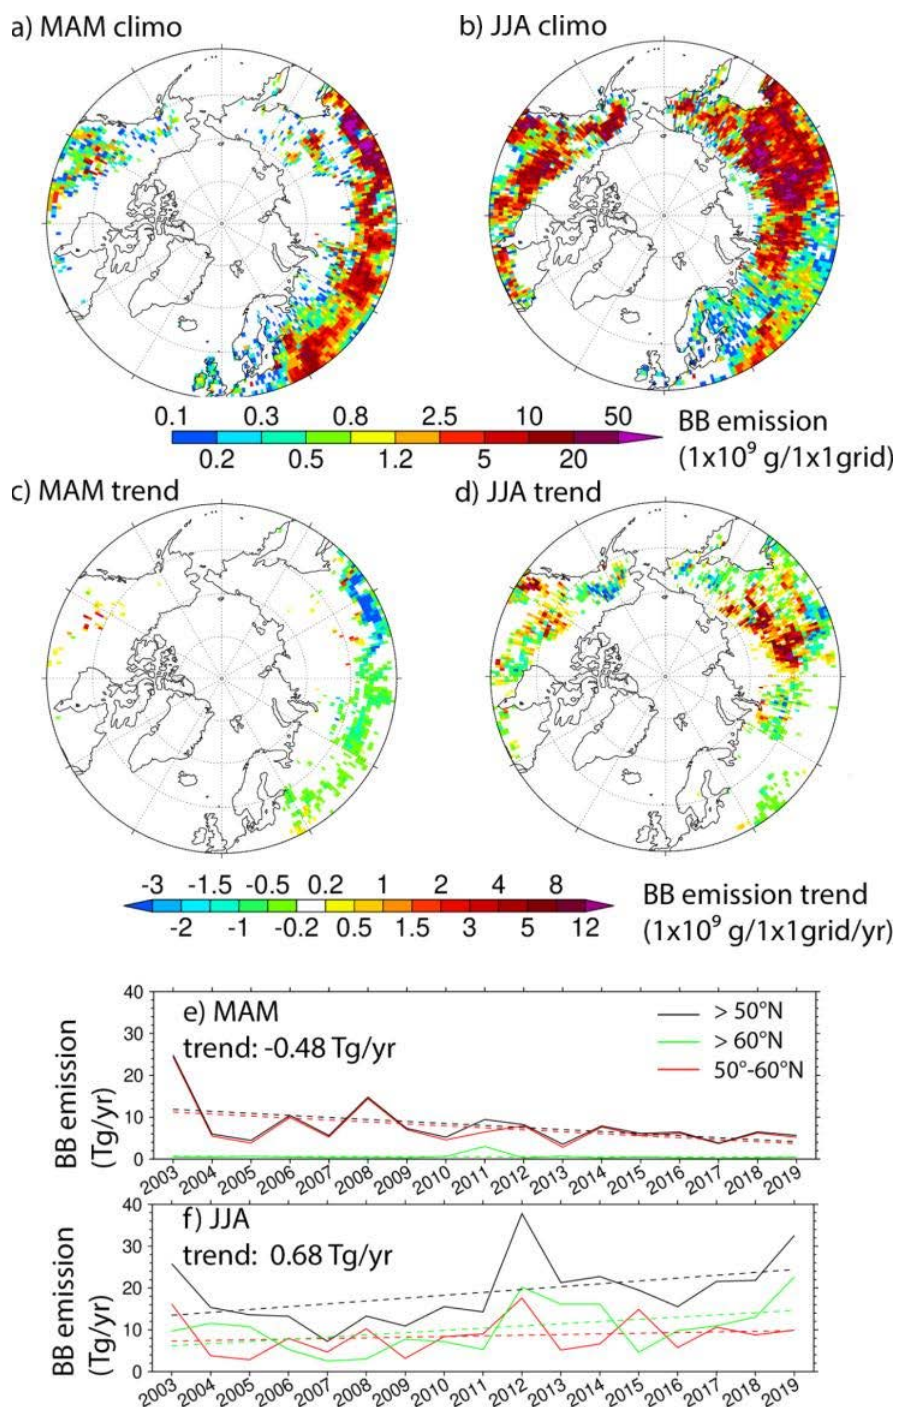 a) MAM climo
b) JJA climo
0.1 0.3 0.8 2.5 10 50
0.2 0.5 1.2 5 20
BB emission
(1x10⁹ g/1x1grid)
c) MAM trend
d) JJA trend
-3 -1.5 -0.5 0.2 1 2 4 8
-2 -1 -0.2 0.5 1.5 3 5 12
BB emission trend
(1x10⁹ g/1x1grid/yr)
e) MAM
trend: -0.48 Tg/yr
> 50°N
> 60°N
50°-60°N
BB emission
(Tg/yr)
40
30
20
10
0
2003 2004 2005 2006 2007 2008 2009 2010 2011 2012 2013 2014 2015 2016 2017 2018 2019
f) JJA
trend: 0.68 Tg/yr
BB emission
(Tg/yr)
40
30
20
10
0
2003 2004 2005 2006 2007 2008 2009 2010 2011 2012 2013 2014 2015 2016 2017 2018 2019